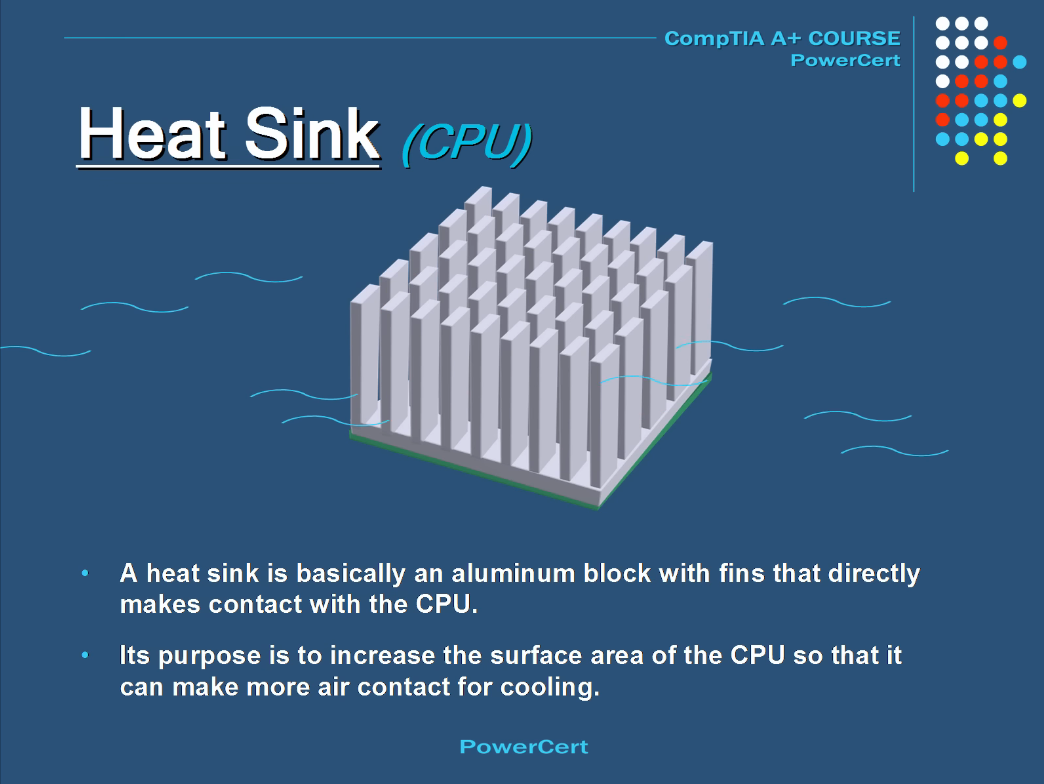 CompTIA A+ COURSE
PowerCert
Heat Sink (CPU)
• A heat sink is basically an aluminum block with fins that directly
makes contact with the CPU.
• Its purpose is to increase the surface area of the CPU so that it
can make more air contact for cooling.
PowerCert